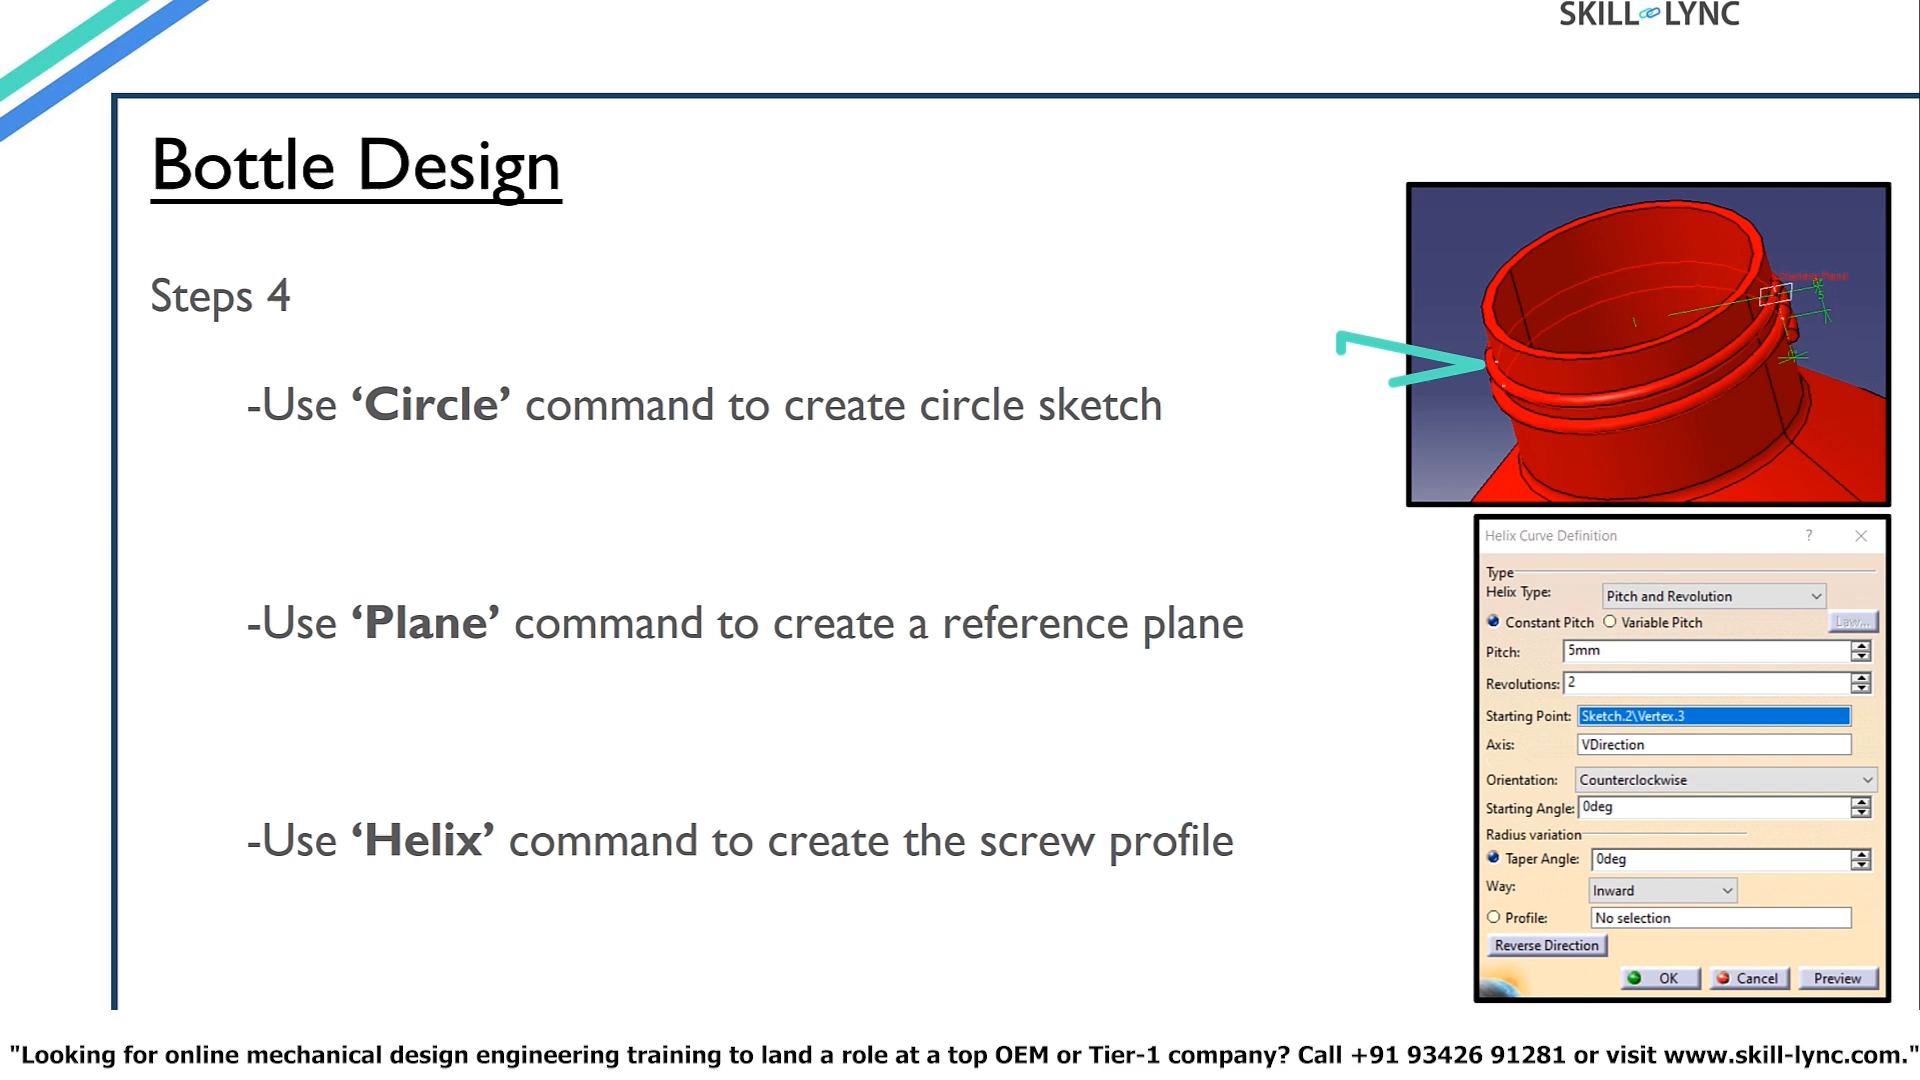 SKILL LYNC
Bottle Design
Steps 4
-Use ‘Circle’ command to create circle sketch
-Use ‘Plane’ command to create a reference plane
-Use ‘Helix’ command to create the screw profile
Helix Curve Definition ?
Type
Helix Type: Pitch and Revolution
Constant Pitch Variable Pitch Law...
Pitch: 5mm
Revolutions: 2
Starting Point: Sketch.2\Vertex.3
Axis: VDirection
Orientation: Counterclockwise
Starting Angle: 0deg
Radius variation
Taper Angle: 0deg
Way: Inward
Profile: No selection
Reverse Direction
OK Cancel Preview
"Looking for online mechanical design engineering training to land a role at a top OEM or Tier-1 company? Call +91 93426 91281 or visit www.skill-lync.com."